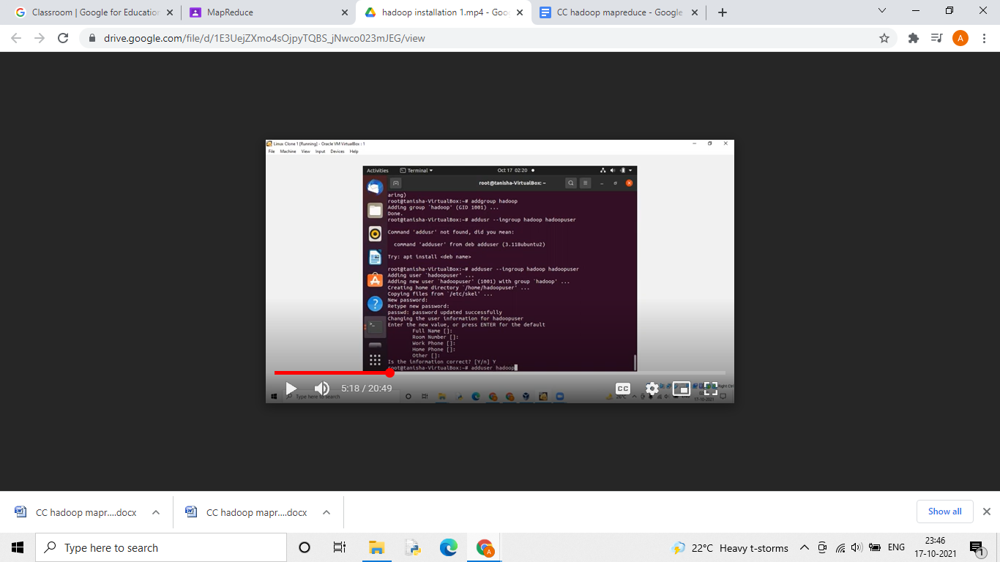 Classroom | Google for Education
MapReduce
hadoop installation 1.mp4 - Goo
CC hadoop mapreduce - Google
drive.google.com/file/d/1E3UejZXmo4sOjpyTQBS_jNwco023mJEG/view
A
Linux Clone 1 [Running] - Oracle VM VirtualBox : 1
File Machine View Input Devices Help
Activities Terminal Oct 17 02:20
root@tanisha-VirtualBox: ~
aring)
root@tanisha-VirtualBox:~# addgroup hadoop
Adding group `hadoop' (GID 1001) ...
Done.
root@tanisha-VirtualBox:~# addusr --ingroup hadoop hadoopuser
Command 'addusr' not found, did you mean:
command 'adduser' from deb adduser (3.118ubuntu2)
Try: apt install <deb name>
root@tanisha-VirtualBox:~# adduser --ingroup hadoop hadoopuser
Adding user `hadoopuser' ...
Adding new user `hadoopuser' (1001) with group `hadoop' ...
Creating home directory `/home/hadoopuser' ...
Copying files from `/etc/skel' ...
New password:
Retype new password:
passwd: password updated successfully
Changing the user information for hadoopuser
Enter the new value, or press ENTER for the default
Full Name []:
Room Number []:
Work Phone []:
Home Phone []:
Other []:
Is the information correct? [Y/n] Y
root@tanisha-VirtualBox:~# adduser hadoop
5:18 / 20:49
CC
Right Ctrl
Type here to search
26°C
17-10-2021
CC hadoop mapr....docx
CC hadoop mapr....docx
Show all
Type here to search
A
22°C Heavy t-storms
ENG
23:46
17-10-2021
1